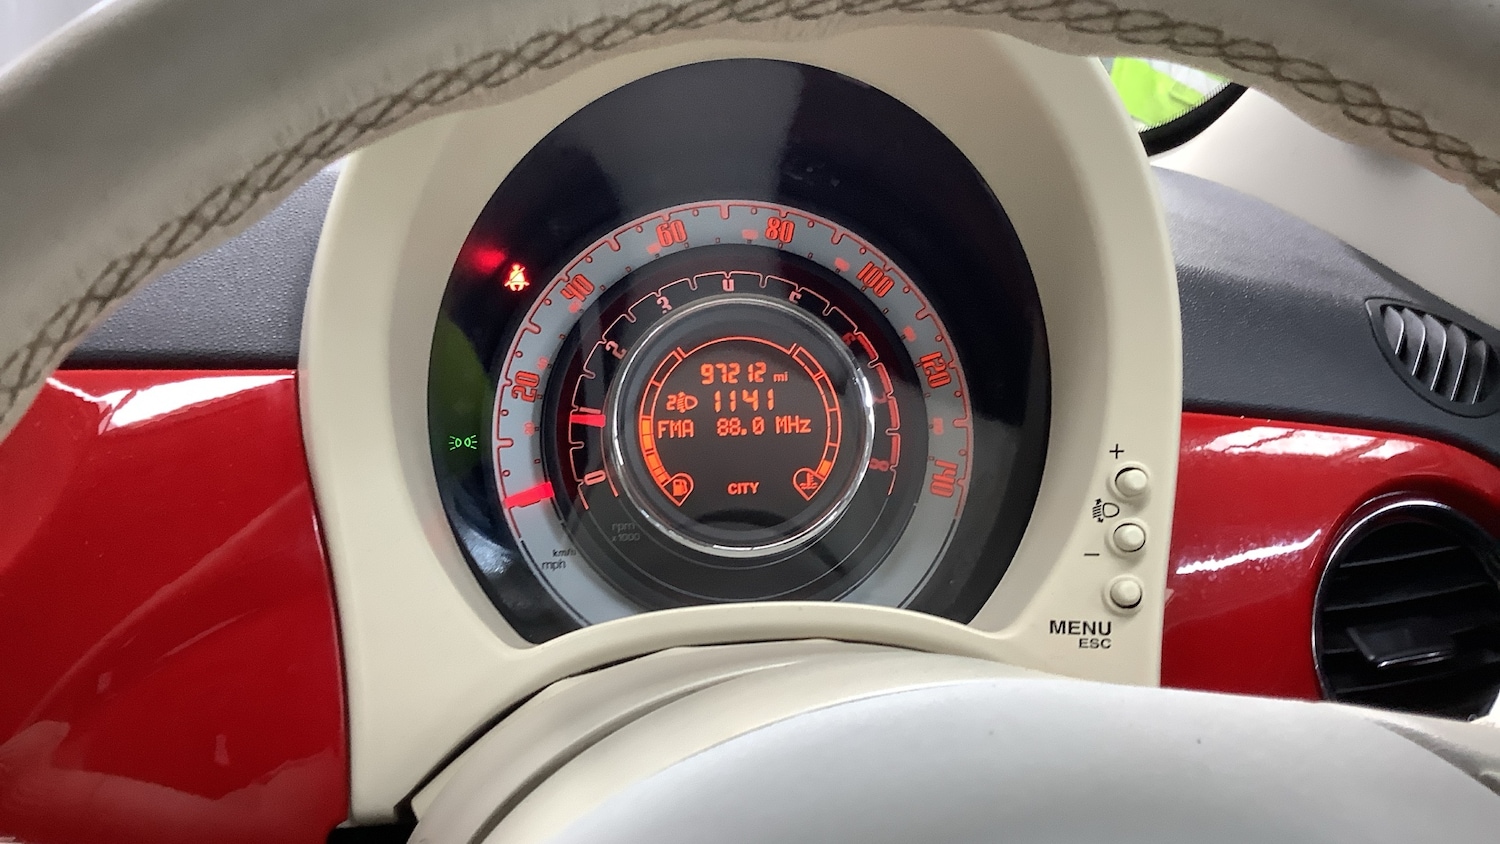 60 80
40 100
20 120
140
3
2
1
0
97212 mi
2 1141
FMA 88.0 MHz
CITY
rpm
x1000
km/h
mph
+
−
MENU
ESC